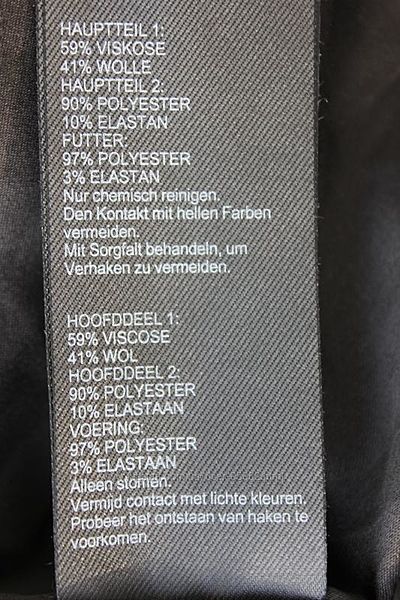 HAUPTTEIL 1:
59% VISKOSE
41% WOLLE
HAUPTTEIL 2:
90% POLYESTER
10% ELASTAN
FUTTER:
97% POLYESTER
3% ELASTAN
Nur chemisch reinigen.
Den Kontakt mit hellen Farben
vermeiden.
Mit Sorgfalt behandeln, um
Verhaken zu vermeiden.
HOOFDDEEL 1:
59% VISCOSE
41% WOL
HOOFDDEEL 2:
90% POLYESTER
10% ELASTAAN
VOERING:
97% POLYESTER
3% ELASTAAN
Alleen stomen.
Vermijd contact met lichte kleuren.
Probeer het ontstaan van haken te
voorkomen.